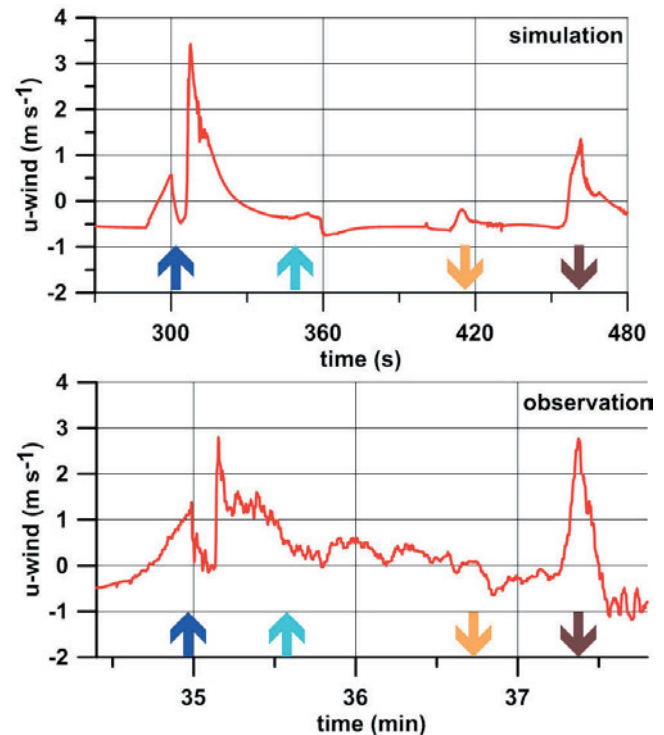 4
simulation
3
2
1
0
-1
-2
u-wind (m s-1)
300 360 420 480
time (s)
4
observation
3
2
1
0
-1
-2
u-wind (m s-1)
35 36 37
time (min)